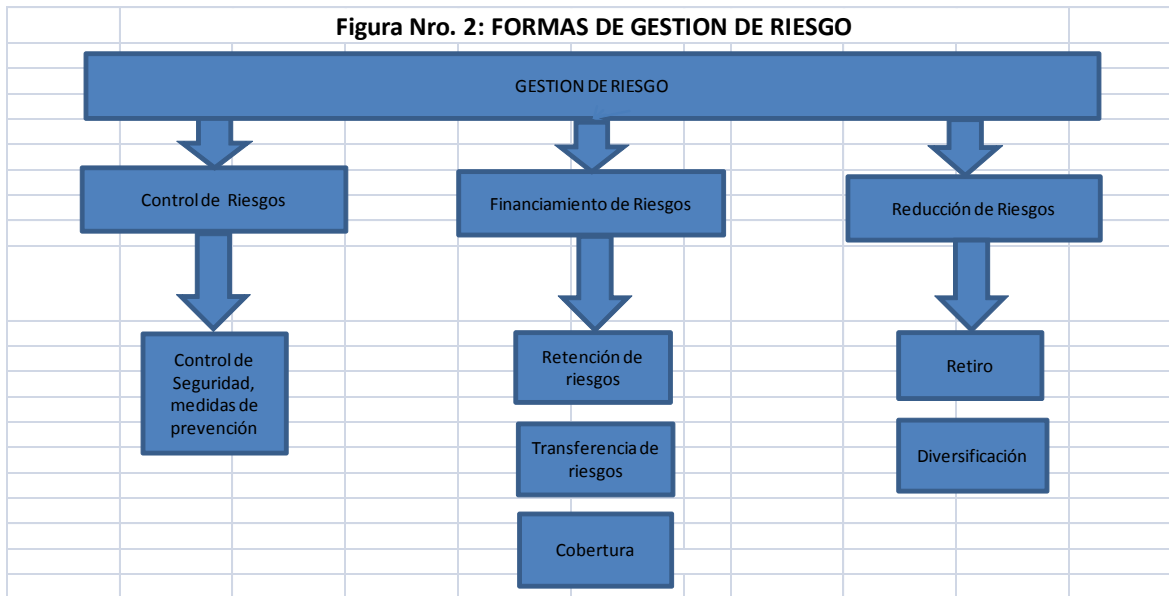 Figura Nro. 2: FORMAS DE GESTION DE RIESGO
GESTION DE RIESGO
Control de Riesgos
Financiamiento de Riesgos
Reducción de Riesgos
Control de
Seguridad,
medidas de
prevención
Retención de
riesgos
Transferencia de
riesgos
Cobertura
Retiro
Diversificación